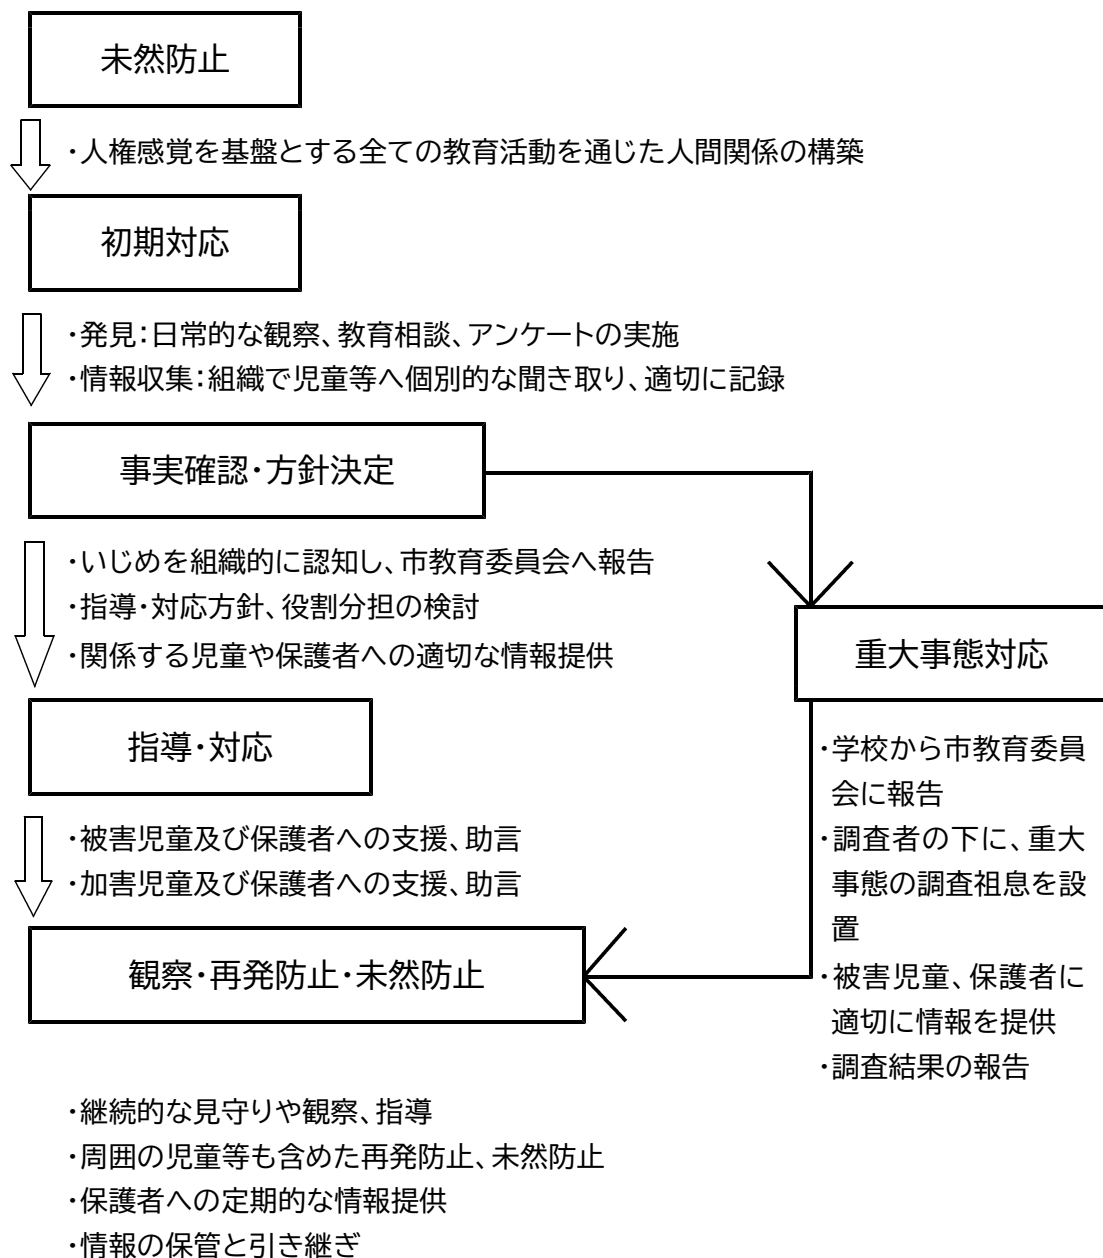 未然防止
・人権感覚を基盤とする全ての教育活動を通じた人間関係の構築
初期対応
・発見：日常的な観察、教育相談、アンケートの実施
・情報収集：組織で児童等へ個別的な聞き取り、適切に記録
事実確認・方針決定
・いじめを組織的に認知し、市教育委員会へ報告
・指導・対応方針、役割分担の検討
・関係する児童や保護者への適切な情報提供
指導・対応
・被害児童及び保護者への支援、助言
・加害児童及び保護者への支援、助言
観察・再発防止・未然防止
・継続的な見守りや観察、指導
・周囲の児童等も含めた再発防止、未然防止
・保護者への定期的な情報提供
・情報の保管と引き継ぎ
重大事態対応
・学校から市教育委員
会に報告
・調査者の下に、重大
事態の調査祖息を設
置
・被害児童、保護者に
適切に情報を提供
・調査結果の報告